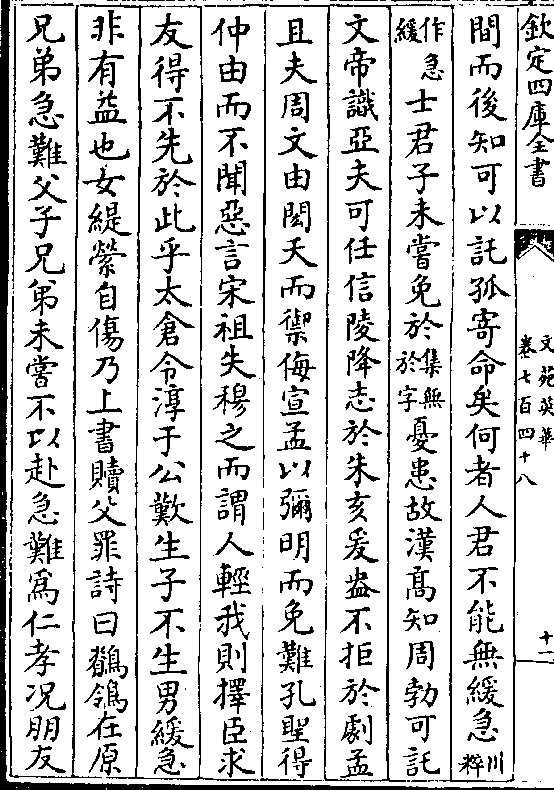 欽定四庫全書
文苑英華
卷七百四十八
十一
間而後知可以託孤寄命矣何者人君不能無緩急川粹
作急緩士君子未嘗免於集無於字憂患故漢髙知周勃可託
文帝識亞夫可任信陵降志於朱亥爰盎不拒於劇孟
且夫周文由閎夭而禦侮宣孟以彌明而免難孔聖得
仲由而不聞惡言宋祖失穆之而謂人輕我則擇臣求
友得不先於此乎太倉令淳于公歎生子不生男緩急
非有益也女緹縈自傷乃上書贖父罪詩曰鶺鴒在原
兄弟急難父子兄弟未嘗不以赴急難爲仁孝况朋友